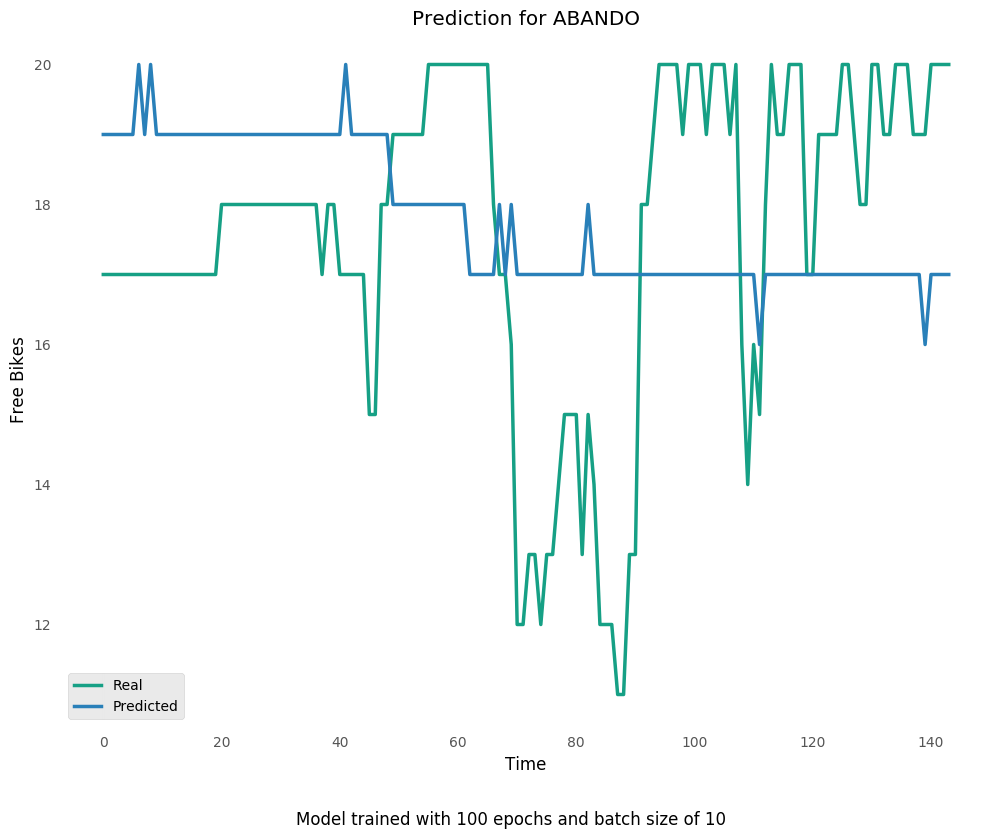 Prediction for ABANDO
20
18
16
14
12
Free Bikes
Real
Predicted
0 20 40 60 80 100 120 140
Time
Model trained with 100 epochs and batch size of 10